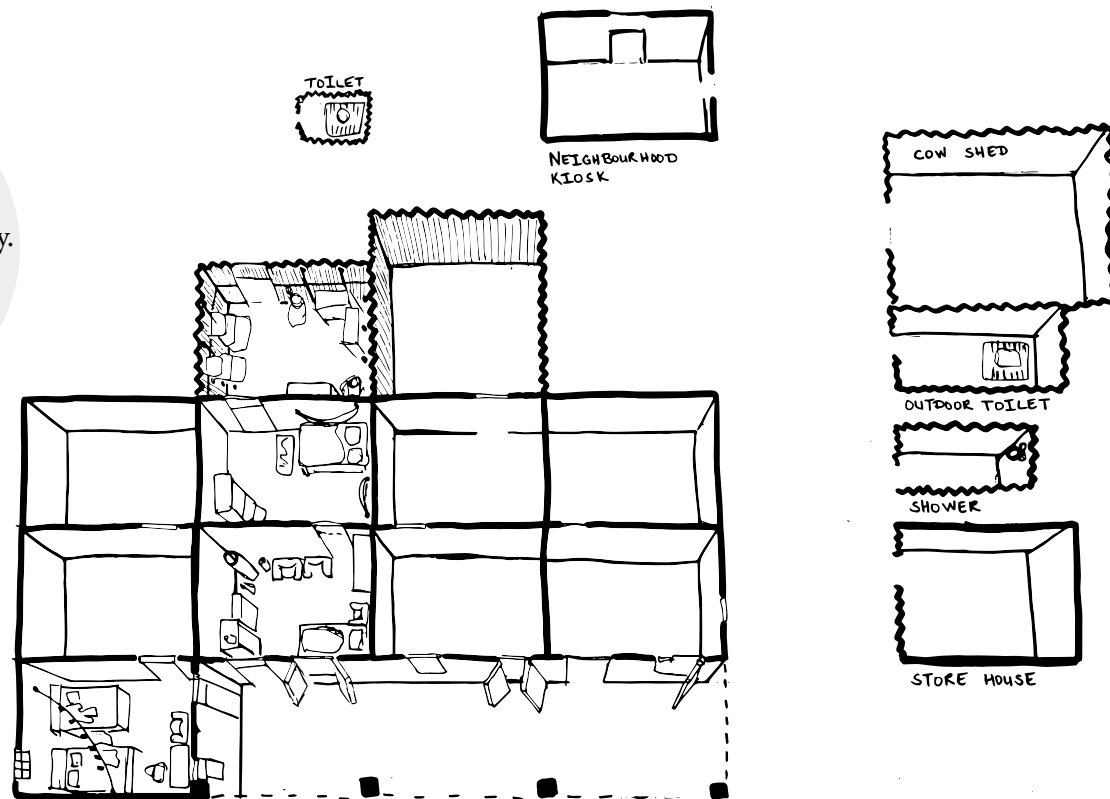 TOILET
NEIGHBOURHOOD
KIOSK
COW SHED
y.
OUTDOOR TOILET
SHOWER
STORE HOUSE